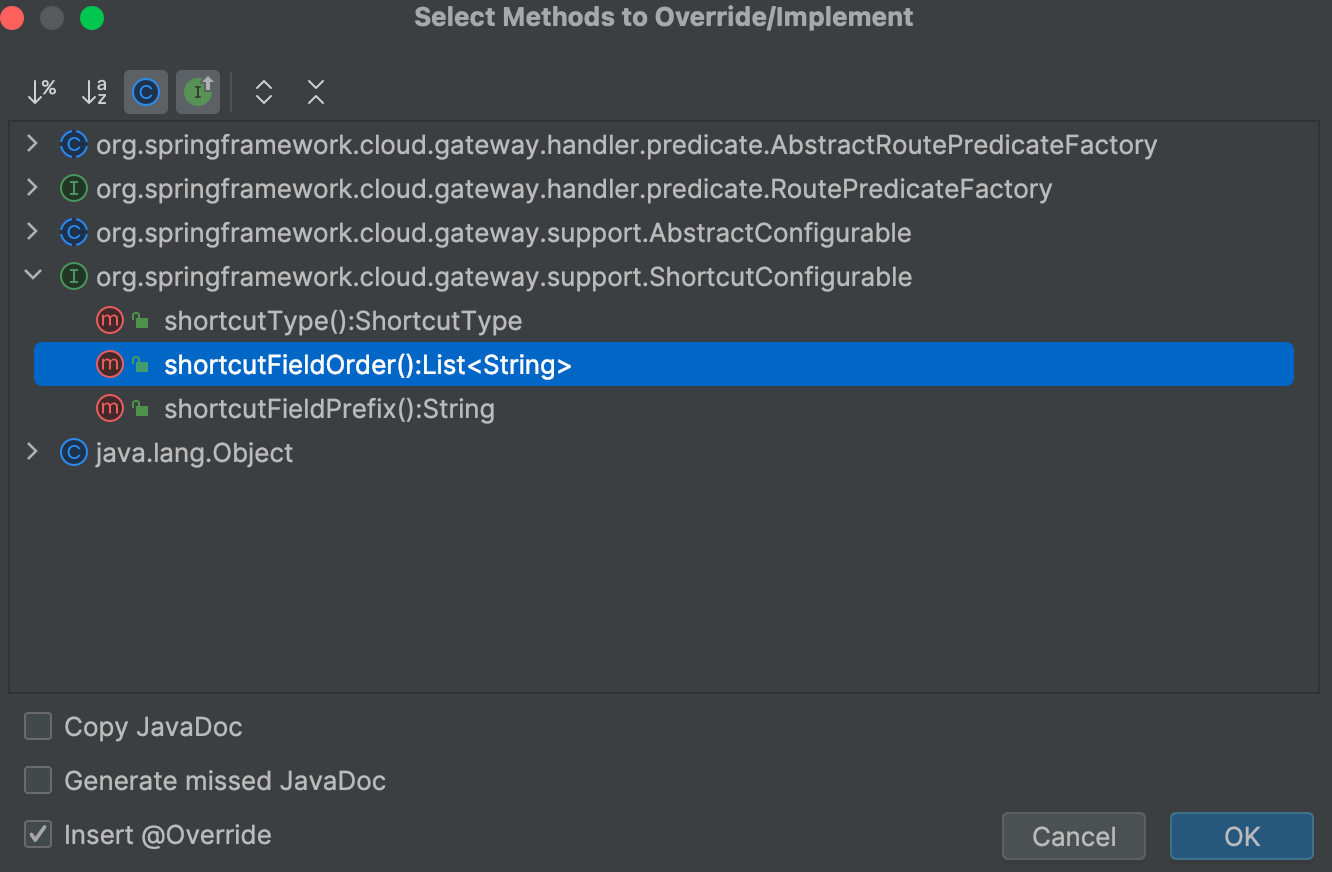 Select Methods to Override/Implement
org.springframework.cloud.gateway.handler.predicate.AbstractRoutePredicateFactory
org.springframework.cloud.gateway.handler.predicate.RoutePredicateFactory
org.springframework.cloud.gateway.support.AbstractConfigurable
org.springframework.cloud.gateway.support.ShortcutConfigurable
shortcutType():ShortcutType
shortcutFieldOrder():List<String>
shortcutFieldPrefix():String
java.lang.Object
Copy JavaDoc
Generate missed JavaDoc
Insert @Override
Cancel OK